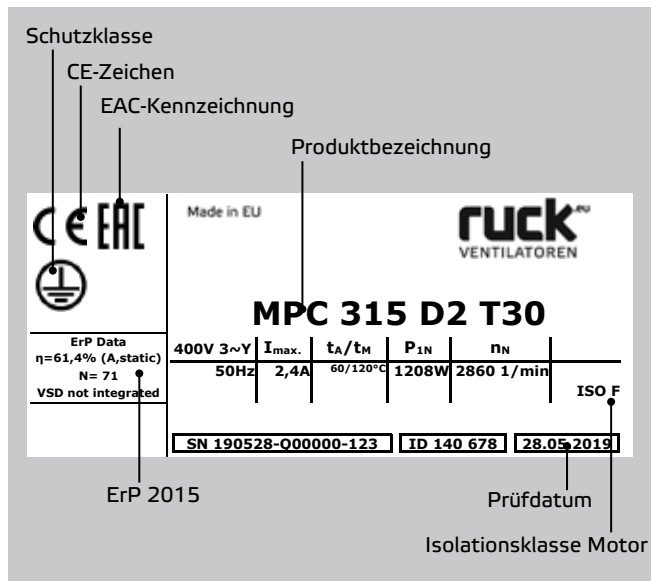 Schutzklasse
CE-Zeichen
EAC-Kennzeichnung
Produktbezeichnung
CE EAC
Made in EU
ruck.eu
VENTILATOREN
MPC 315 D2 T30
ErP Data
η=61,4% (A,static)
N= 71
VSD not integrated
400V 3~Y Imax. tA/tM P1N nN
50Hz 2,4A 60/120°C 1208W 2860 1/min
ISO F
SN 190528-Q00000-123 ID 140 678 28.05.2019
ErP 2015
Prüfdatum
Isolationsklasse Motor